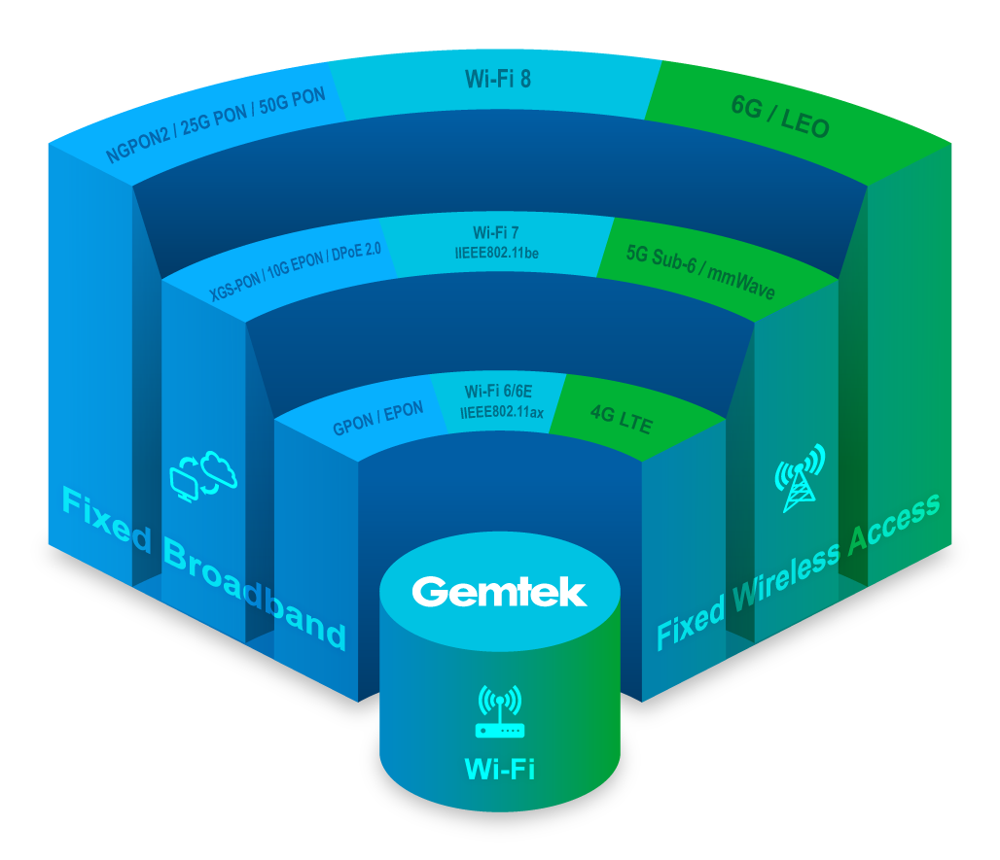 NGPON2 / 25G PON / 50G PON
Wi-Fi 8
6G / LEO
XGS-PON / 10G EPON / DPoE 2.0
Wi-Fi 7
IIEEE802.11be
5G Sub-6 / mmWave
GPON / EPON
Wi-Fi 6/6E
IIEEE802.11ax
4G LTE
Fixed Broadband
Fixed Wireless Access
Gemtek
Wi-Fi